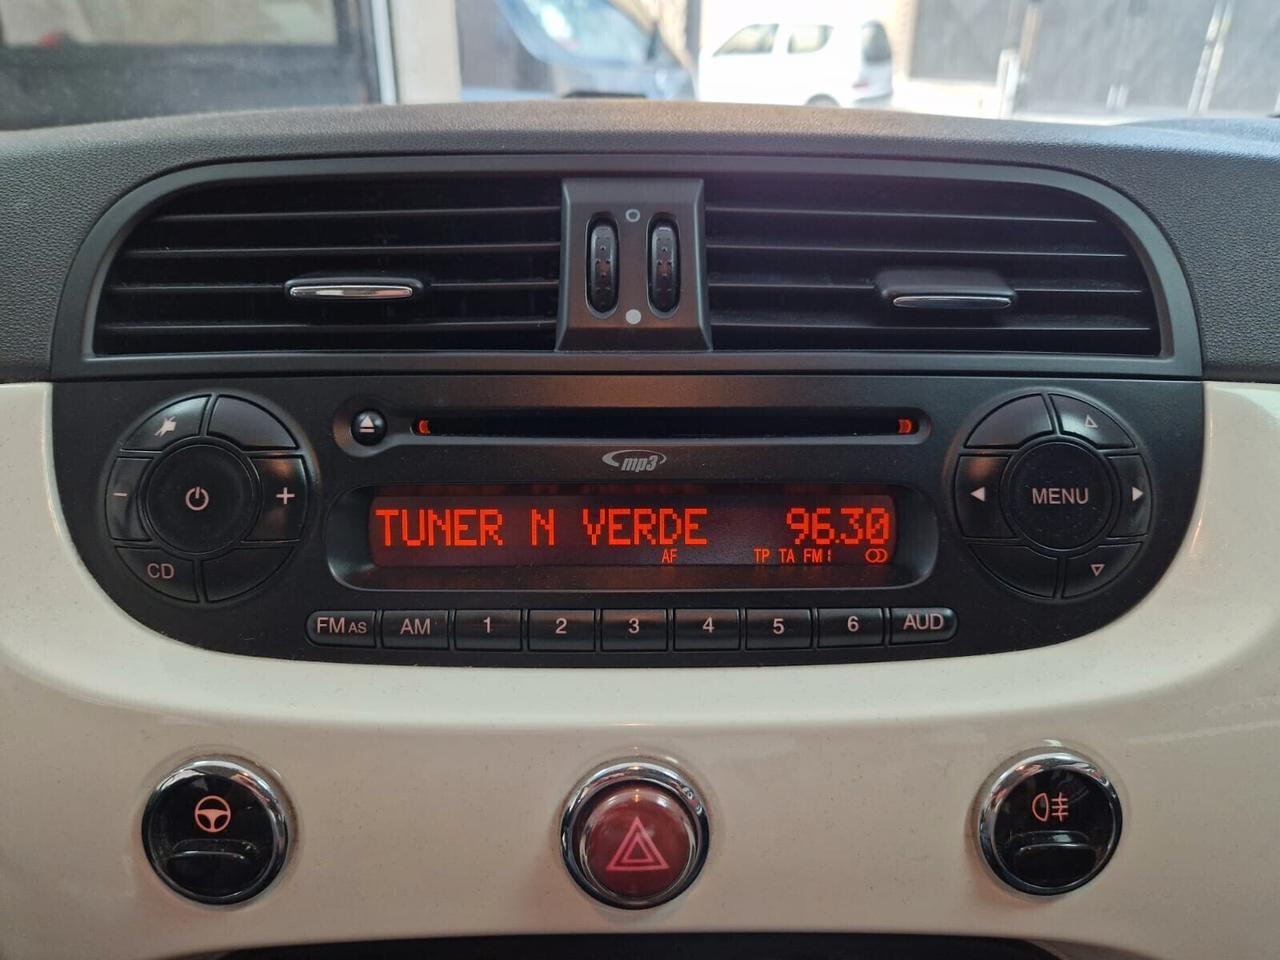 mp3
TUNER N VERDE 96.30
AF TP TA FM1
- +
CD
MENU
FM AS AM 1 2 3 4 5 6 AUD